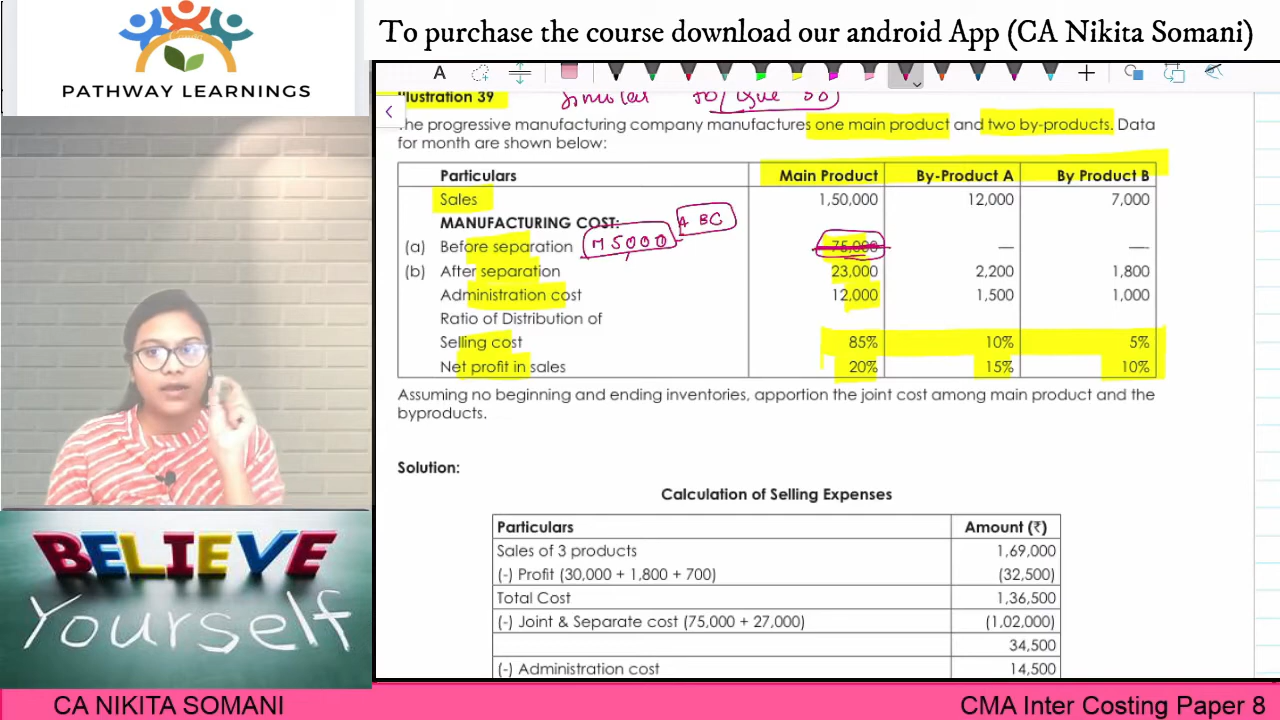 To purchase the course download our android App (CA Nikita Somani)
PATHWAY LEARNINGS
A
Illustration 39
The progressive manufacturing company manufactures one main product and two by-products. Data
for month are shown below:
Particulars Main Product By-Product A By Product B
Sales 1,50,000 12,000 7,000
MANUFACTURING COST: A BC
(a) Before separation 75000 75,000 — —
(b) After separation 23,000 2,200 1,800
Administration cost 12,000 1,500 1,000
Ratio of Distribution of
Selling cost 85% 10% 5%
Net profit in sales 20% 15% 10%
Assuming no beginning and ending inventories, apportion the joint cost among main product and the
byproducts.
Solution:
Calculation of Selling Expenses
Particulars Amount (₹)
Sales of 3 products 1,69,000
(-) Profit (30,000 + 1,800 + 700) (32,500)
Total Cost 1,36,500
(-) Joint & Separate cost (75,000 + 27,000) (1,02,000)
34,500
(-) Administration cost 14,500
BELIEVE
Yourself
CA NIKITA SOMANI
CMA Inter Costing Paper 8